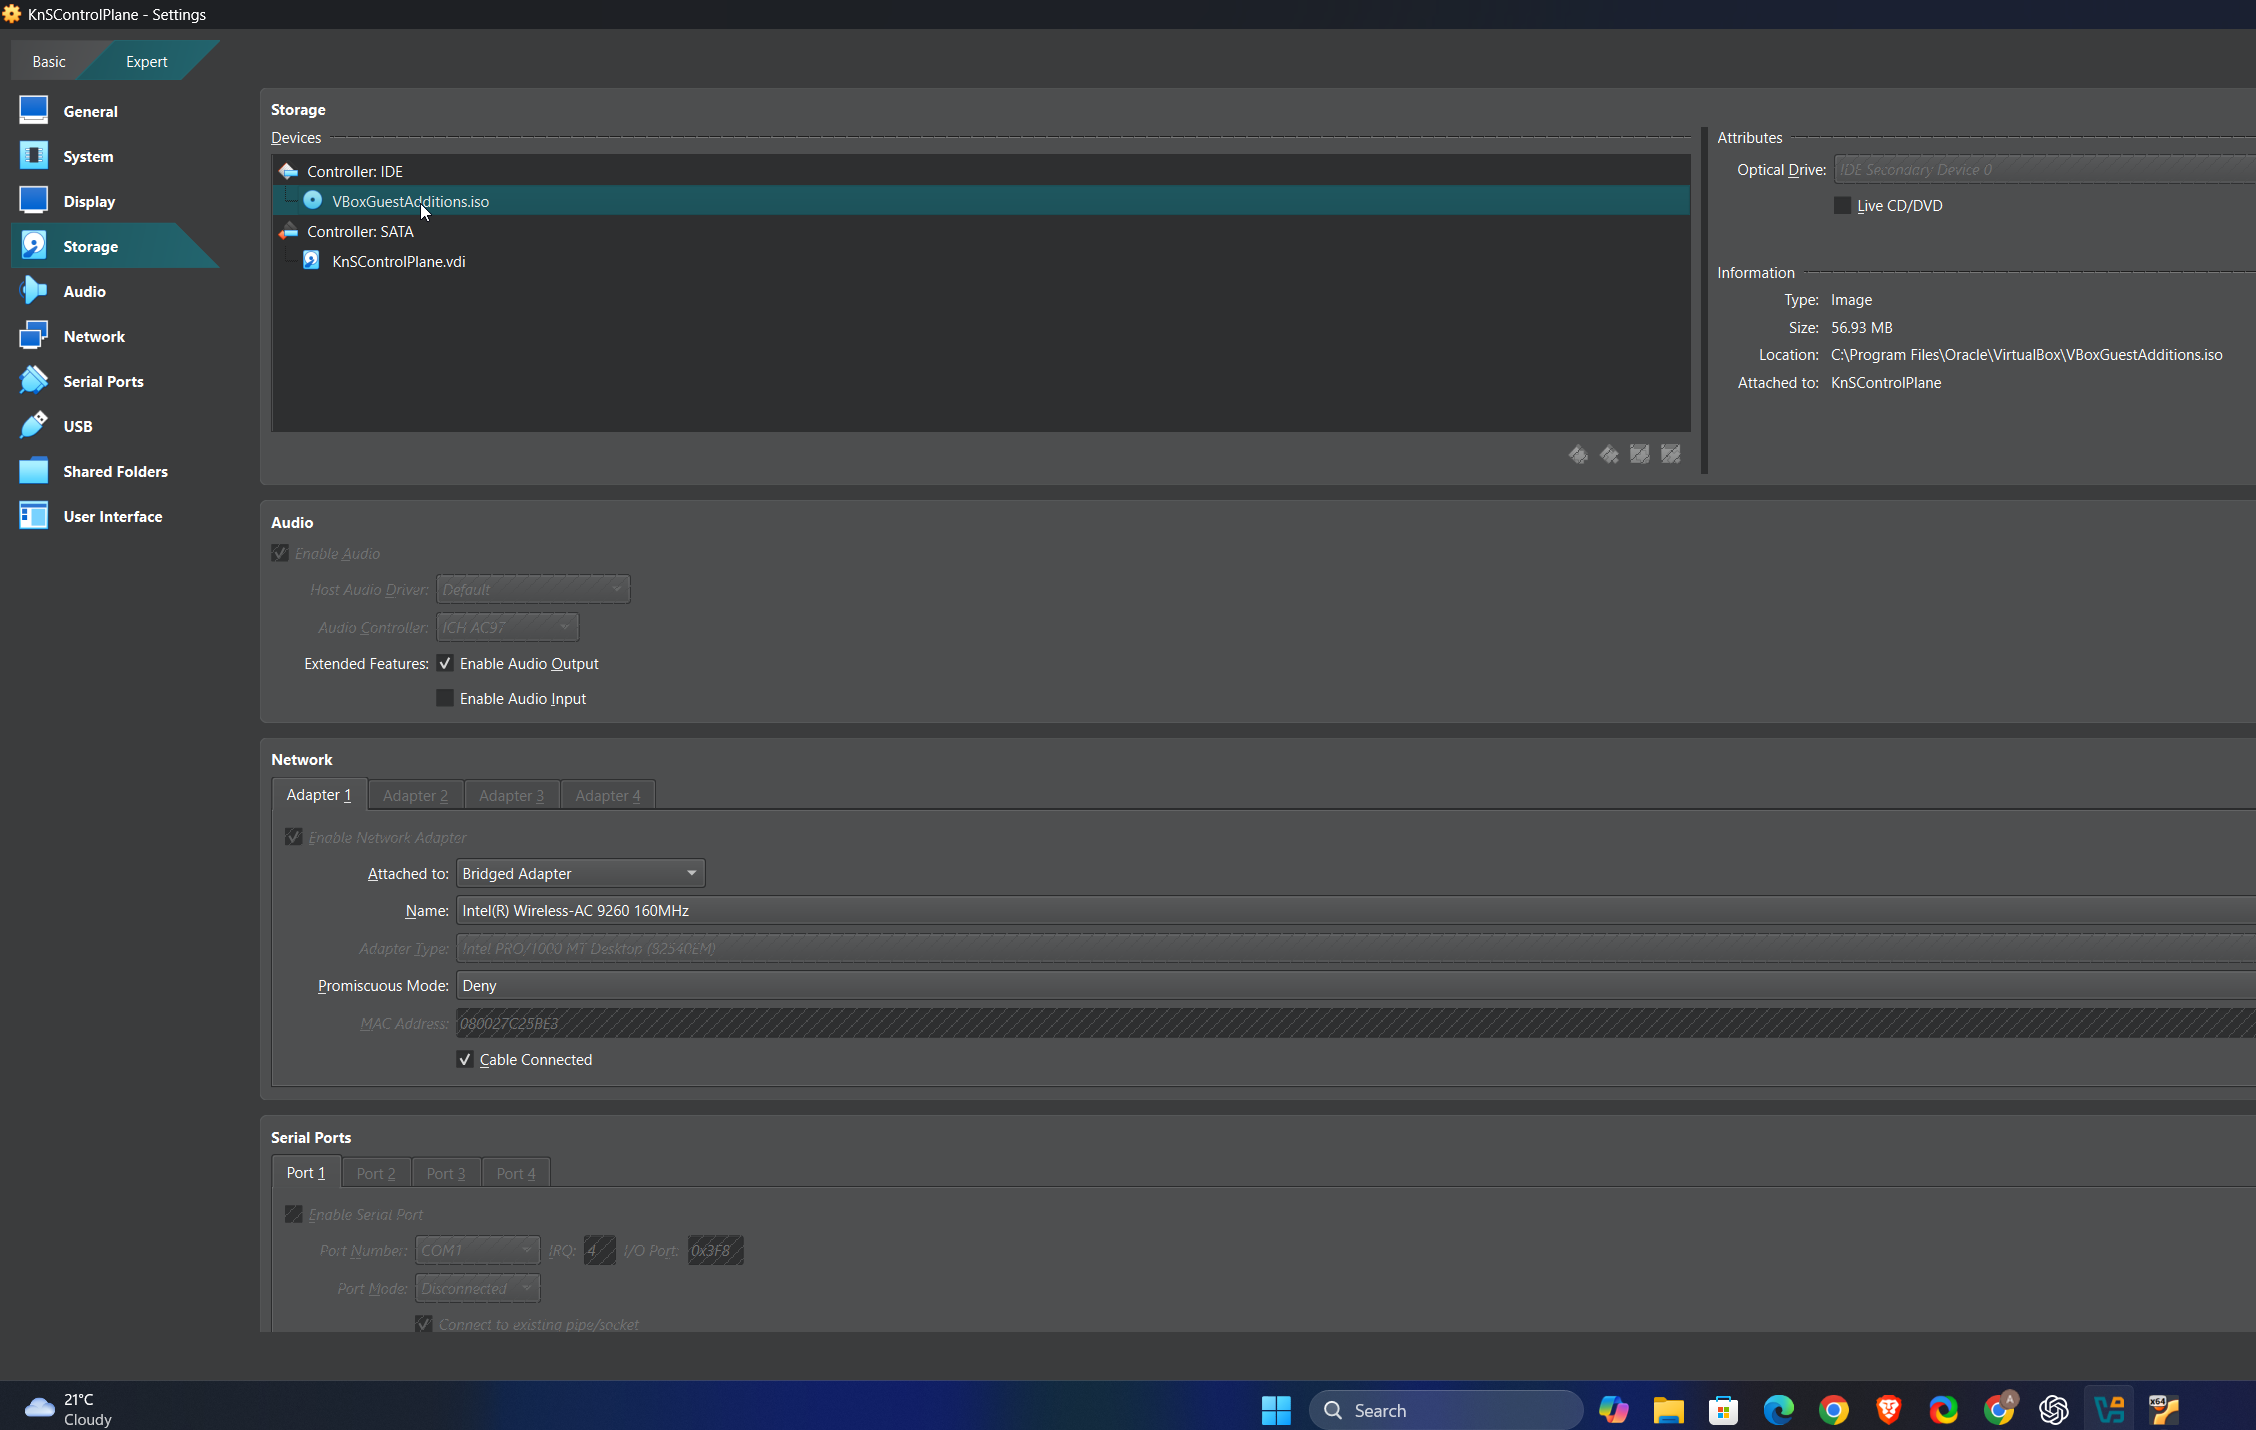 KnSControlPlane - Settings
Basic
Expert
General
System
Display
Storage
Audio
Network
Serial Ports
USB
Shared Folders
User Interface
Storage
Devices
Controller: IDE
VBoxGuestAdditions.iso
Controller: SATA
KnSControlPlane.vdi
Attributes
Optical Drive: IDE Secondary Device 0
Live CD/DVD
Information
Type: Image
Size: 56.93 MB
Location: C:\Program Files\Oracle\VirtualBox\VBoxGuestAdditions.iso
Attached to: KnSControlPlane
Audio
Enable Audio
Host Audio Driver: Default
Audio Controller: ICH AC97
Extended Features: Enable Audio Output
Enable Audio Input
Network
Adapter 1 Adapter 2 Adapter 3 Adapter 4
Enable Network Adapter
Attached to: Bridged Adapter
Name: Intel(R) Wireless-AC 9260 160MHz
Adapter Type: Intel PRO/1000 MT Desktop (82540EM)
Promiscuous Mode: Deny
MAC Address: 080027C25BE3
Cable Connected
Serial Ports
Port 1 Port 2 Port 3 Port 4
Enable Serial Port
Port Number: COM1 IRQ: 4 I/O Port: 0x3F8
Port Mode: Disconnected
Connect to existing pipe/socket
21°C
Cloudy
Search
A
X64